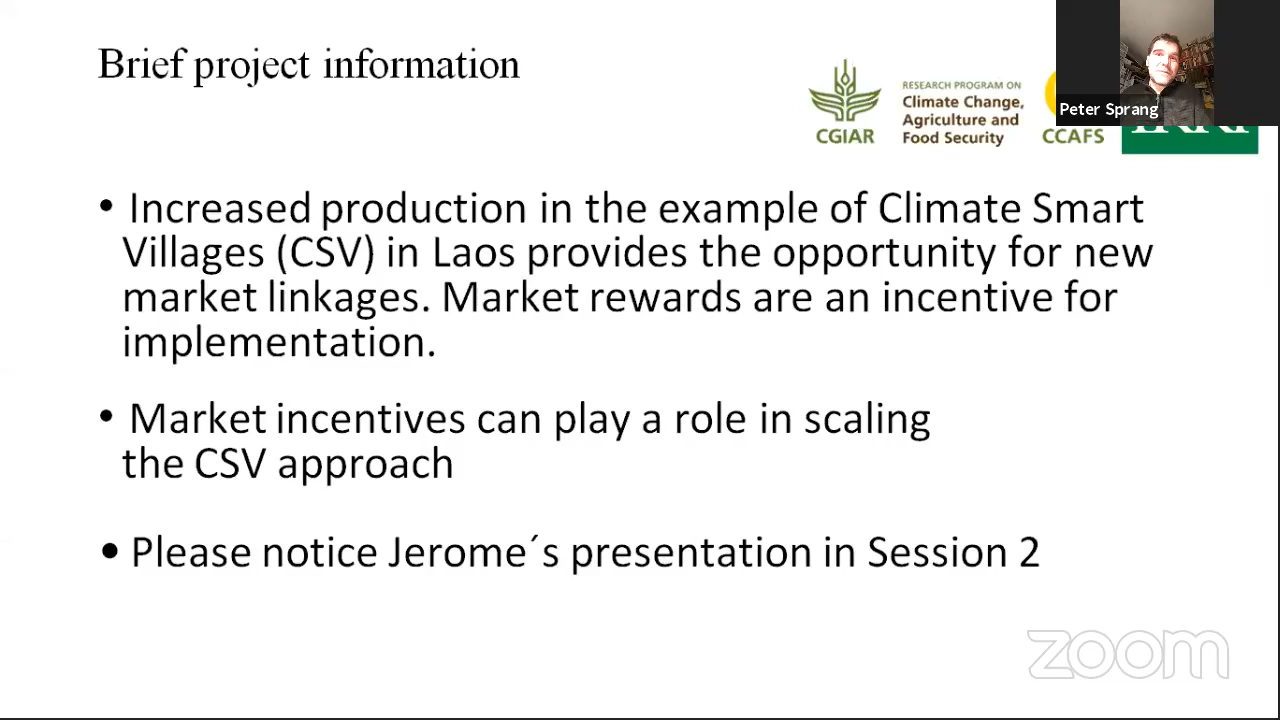 Brief project information
CGIAR
RESEARCH PROGRAM ON
Climate Change,
Agriculture and
Food Security
CCAFS
Peter Sprang
• Increased production in the example of Climate Smart
Villages (CSV) in Laos provides the opportunity for new
market linkages. Market rewards are an incentive for
implementation.
• Market incentives can play a role in scaling
the CSV approach
• Please notice Jerome´s presentation in Session 2
zoom